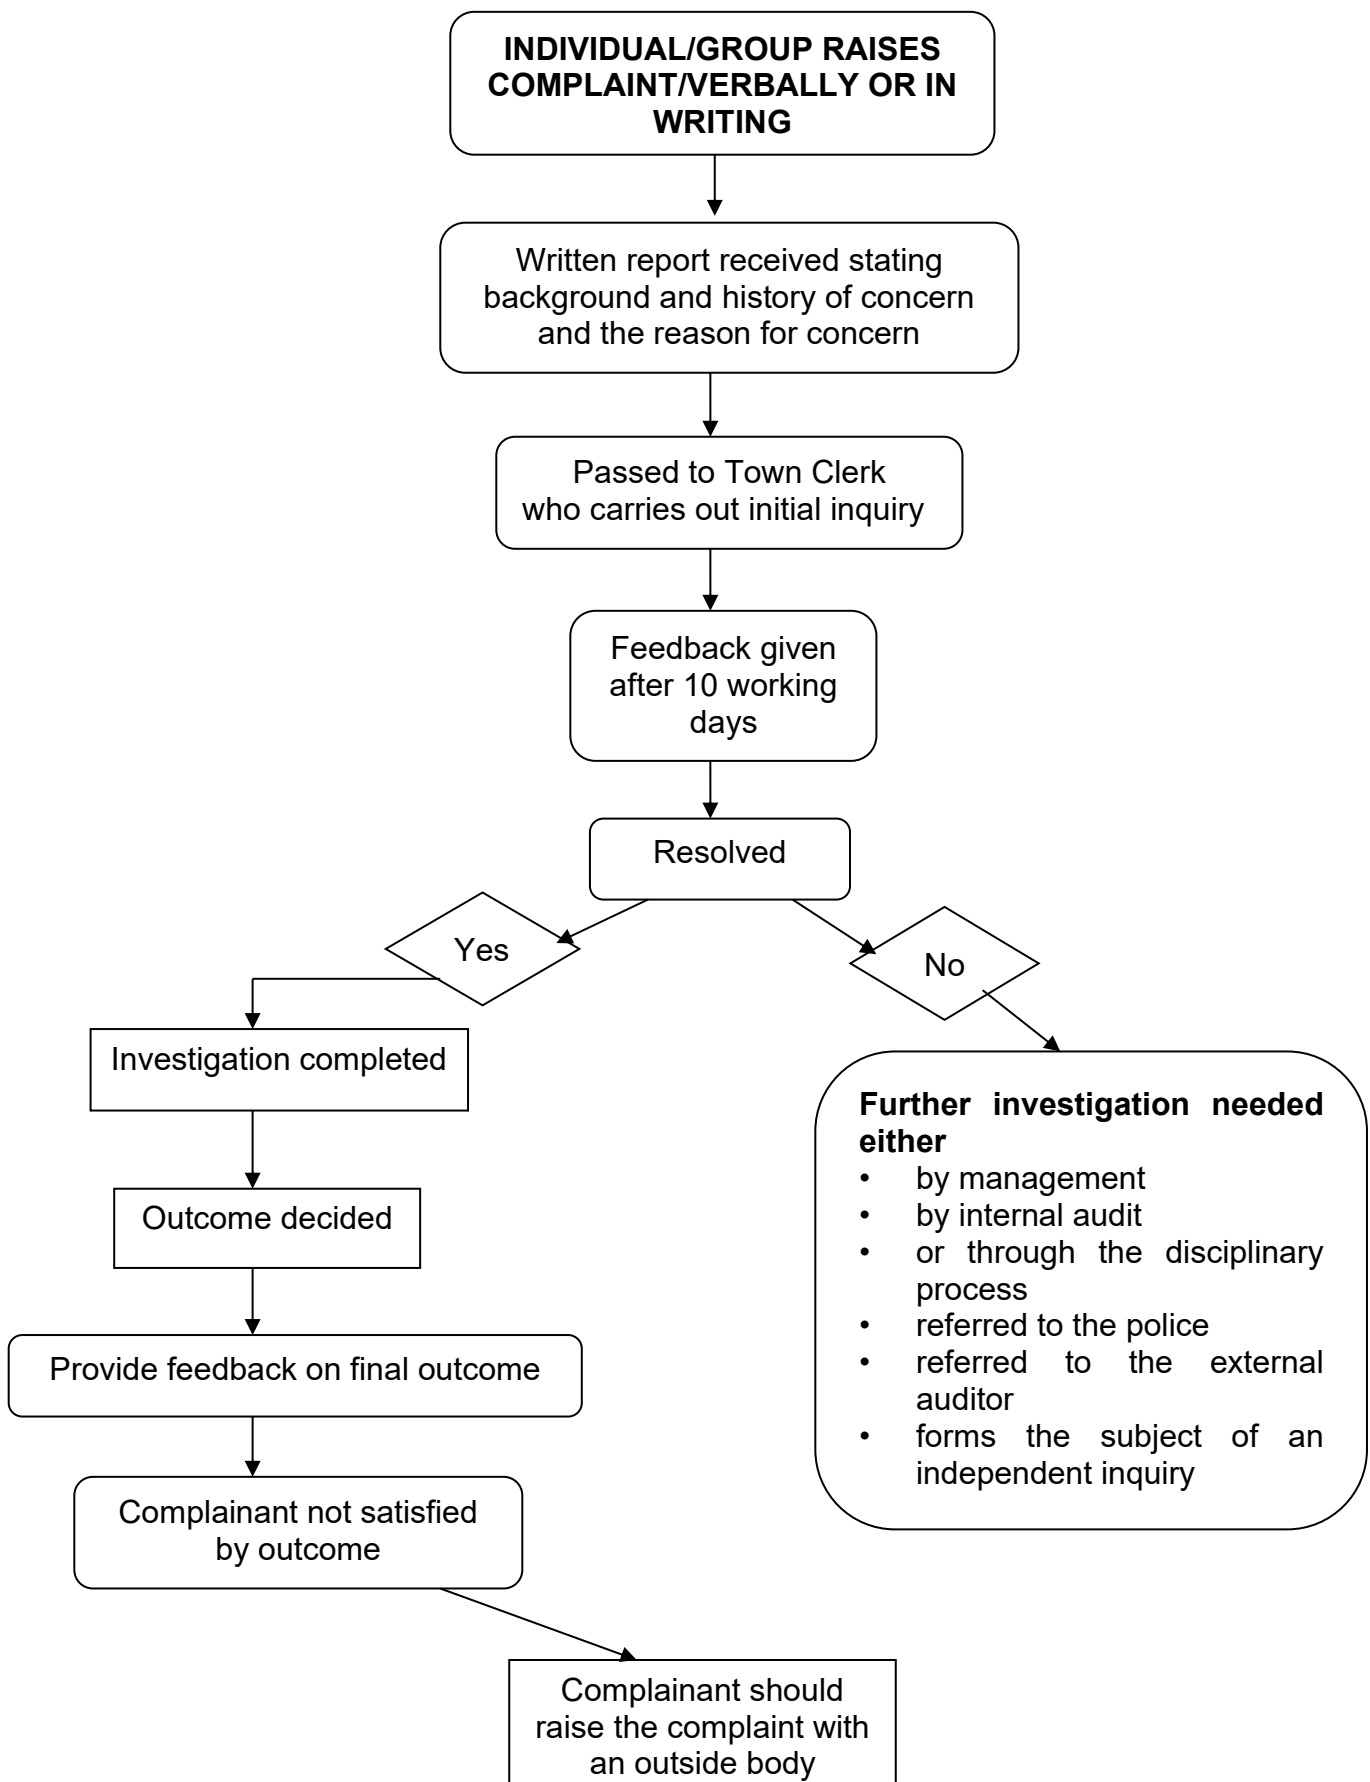 INDIVIDUAL/GROUP RAISES
COMPLAINT/VERBALLY OR IN
WRITING
Written report received stating
background and history of concern
and the reason for concern
Passed to Town Clerk
who carries out initial inquiry
Feedback given
after 10 working
days
Resolved
Yes
No
Investigation completed
Outcome decided
Provide feedback on final outcome
Complainant not satisfied
by outcome
Further investigation needed
either
• by management
• by internal audit
• or through the disciplinary
process
• referred to the police
• referred to the external
auditor
• forms the subject of an
independent inquiry
Complainant should
raise the complaint with
an outside body